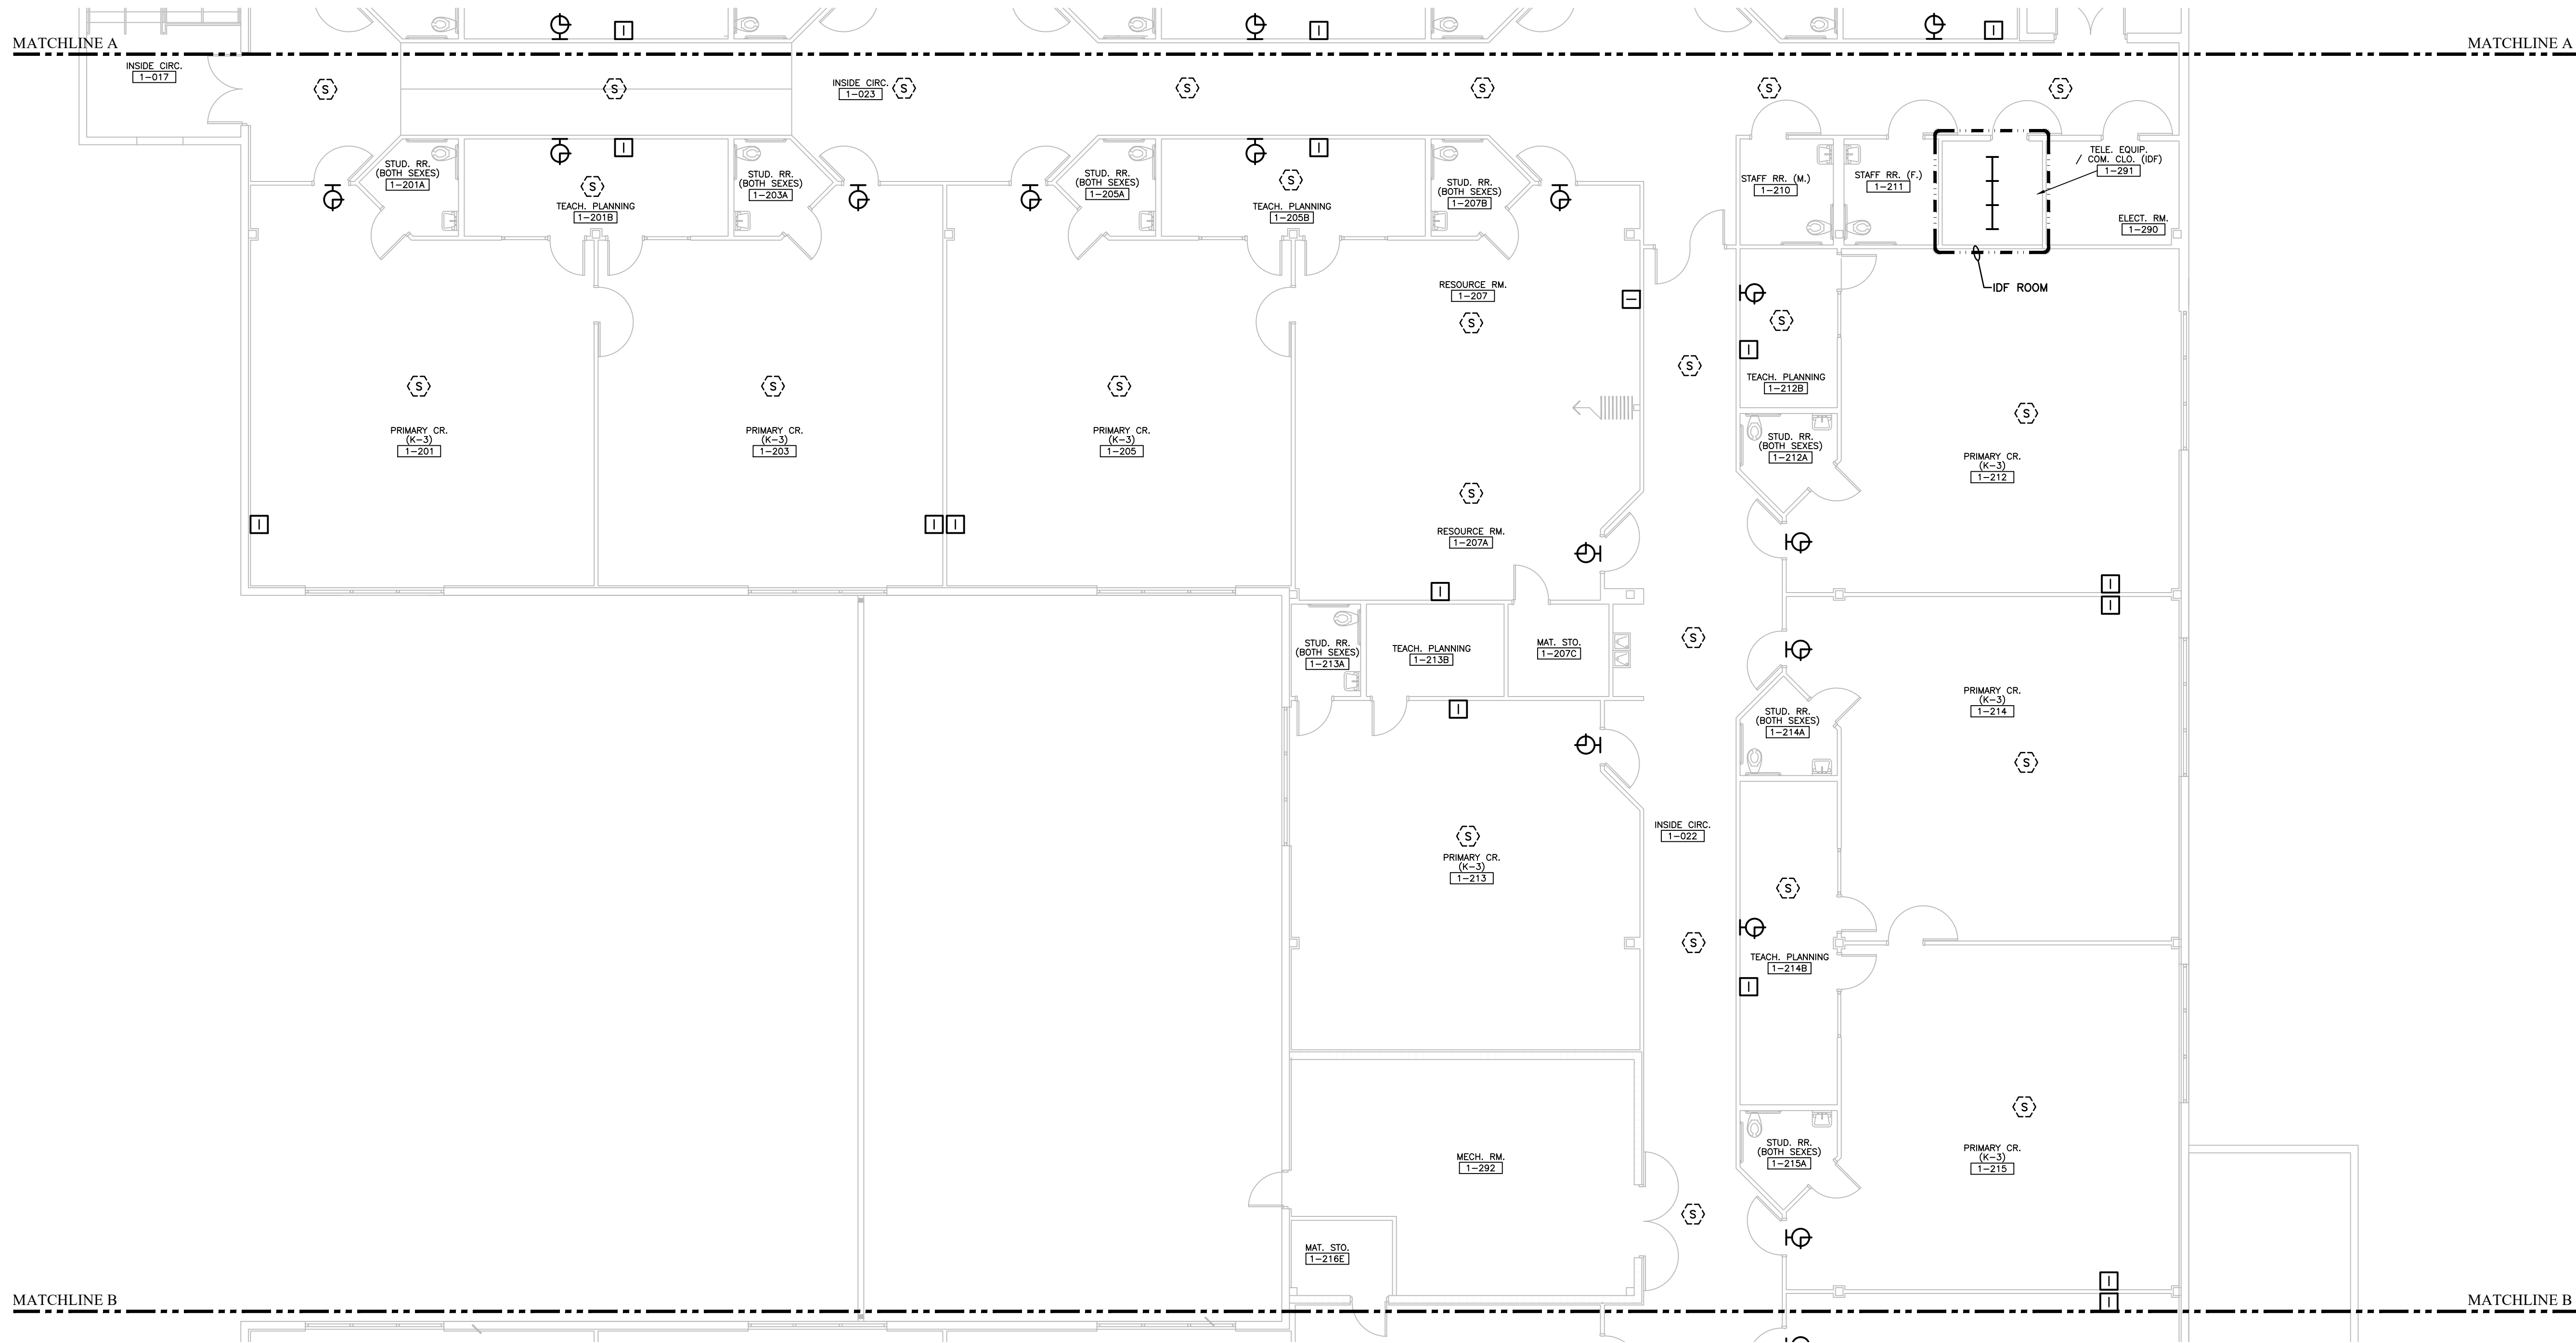 MATCHLINE A
MATCHLINE A
INSIDE CIRC.
1-017
S
S
INSIDE CIRC.
1-023
S
S
S
S
S
STUD. RR.
(BOTH SEXES)
1-201A
S
TEACH. PLANNING
1-201B
STUD. RR.
(BOTH SEXES)
1-203A
STUD. RR.
(BOTH SEXES)
1-205A
S
TEACH. PLANNING
1-205B
STUD. RR.
(BOTH SEXES)
1-207B
STAFF RR. (M.)
1-210
STAFF RR. (F.)
1-211
TELE. EQUIP.
/ COM. CLO. (IDF)
1-291
ELECT. RM.
1-290
IDF ROOM
RESOURCE RM.
1-207
S
S
S
TEACH. PLANNING
1-212B
S
PRIMARY CR.
(K-3)
1-201
S
PRIMARY CR.
(K-3)
1-203
S
PRIMARY CR.
(K-3)
1-205
STUD. RR.
(BOTH SEXES)
1-212A
S
PRIMARY CR.
(K-3)
1-212
S
RESOURCE RM.
1-207A
STUD. RR.
(BOTH SEXES)
1-213A
TEACH. PLANNING
1-213B
MAT. STO.
1-207C
S
PRIMARY CR.
(K-3)
1-214
S
STUD. RR.
(BOTH SEXES)
1-214A
S
PRIMARY CR.
(K-3)
1-213
INSIDE CIRC.
1-022
S
S
TEACH. PLANNING
1-214B
S
PRIMARY CR.
(K-3)
1-215
STUD. RR.
(BOTH SEXES)
1-215A
MECH. RM.
1-292
S
MAT. STO.
1-216E
MATCHLINE B
MATCHLINE B